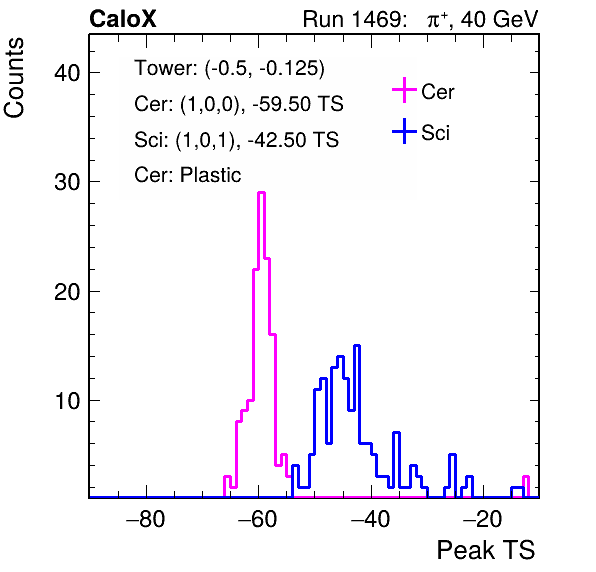 CaloX Run 1469: π⁺, 40 GeV
Counts
Tower: (-0.5, -0.125)
Cer: (1,0,0), -59.50 TS
Sci: (1,0,1), -42.50 TS
Cer: Plastic
Cer
Sci
40
30
20
10
−80 −60 −40 −20
Peak TS